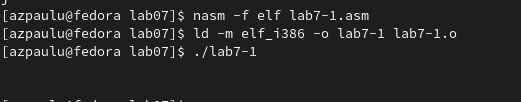 [azpaulu@fedora lab07]$ nasm -f elf lab7-1.asm
[azpaulu@fedora lab07]$ ld -m elf_i386 -o lab7-1 lab7-1.o
[azpaulu@fedora lab07]$ ./lab7-1